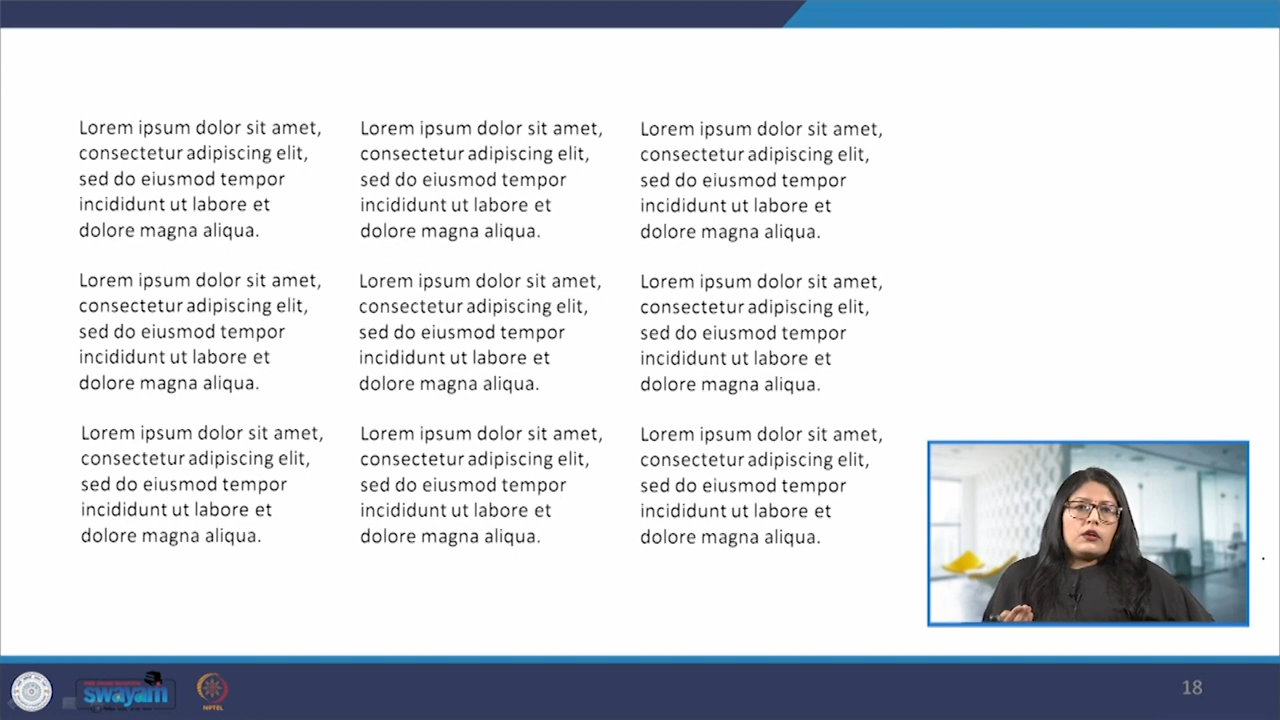 Lorem ipsum dolor sit amet,
consectetur adipiscing elit,
sed do eiusmod tempor
incididunt ut labore et
dolore magna aliqua.
Lorem ipsum dolor sit amet,
consectetur adipiscing elit,
sed do eiusmod tempor
incididunt ut labore et
dolore magna aliqua.
Lorem ipsum dolor sit amet,
consectetur adipiscing elit,
sed do eiusmod tempor
incididunt ut labore et
dolore magna aliqua.
Lorem ipsum dolor sit amet,
consectetur adipiscing elit,
sed do eiusmod tempor
incididunt ut labore et
dolore magna aliqua.
Lorem ipsum dolor sit amet,
consectetur adipiscing elit,
sed do eiusmod tempor
incididunt ut labore et
dolore magna aliqua.
Lorem ipsum dolor sit amet,
consectetur adipiscing elit,
sed do eiusmod tempor
incididunt ut labore et
dolore magna aliqua.
Lorem ipsum dolor sit amet,
consectetur adipiscing elit,
sed do eiusmod tempor
incididunt ut labore et
dolore magna aliqua.
Lorem ipsum dolor sit amet,
consectetur adipiscing elit,
sed do eiusmod tempor
incididunt ut labore et
dolore magna aliqua.
Lorem ipsum dolor sit amet,
consectetur adipiscing elit,
sed do eiusmod tempor
incididunt ut labore et
dolore magna aliqua.
swayam
NPTEL
18